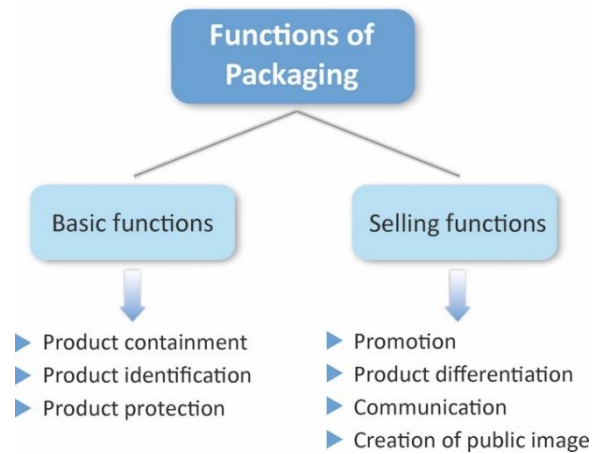 Functions of
Packaging
Basic functions
Selling functions
Product containment
Product identification
Product protection
Promotion
Product differentiation
Communication
Creation of public image